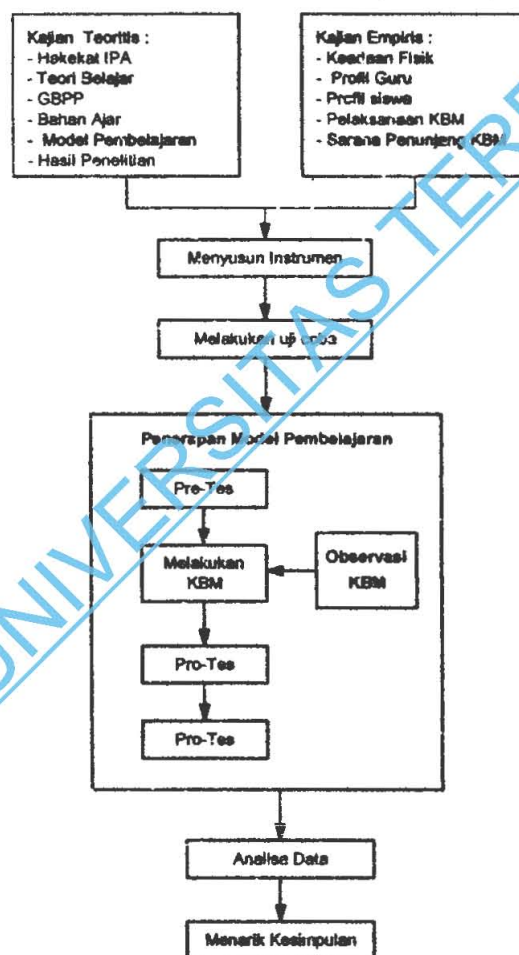 Kajian Teoritis :
- Hakekat IPA
- Teori Belajar
- GBPP
- Bahan Ajar
- Model Pembelajaran
- Hasil Penelitian
Kajian Empiris :
- Keadaan Fisik
- Profil Guru
- Profil siswa
- Pelaksanaan KBM
- Sarana Penunjang KBM
Menyusun Instrumen
Melakukan uji coba
Penerapan Model Pembelajaran
Pre-Tes
Melakukan
KBM
Observasi
KBM
Pro-Tes
Pro-Tes
Analisa Data
Menarik Kesimpulan
UNIVERSITAS TER